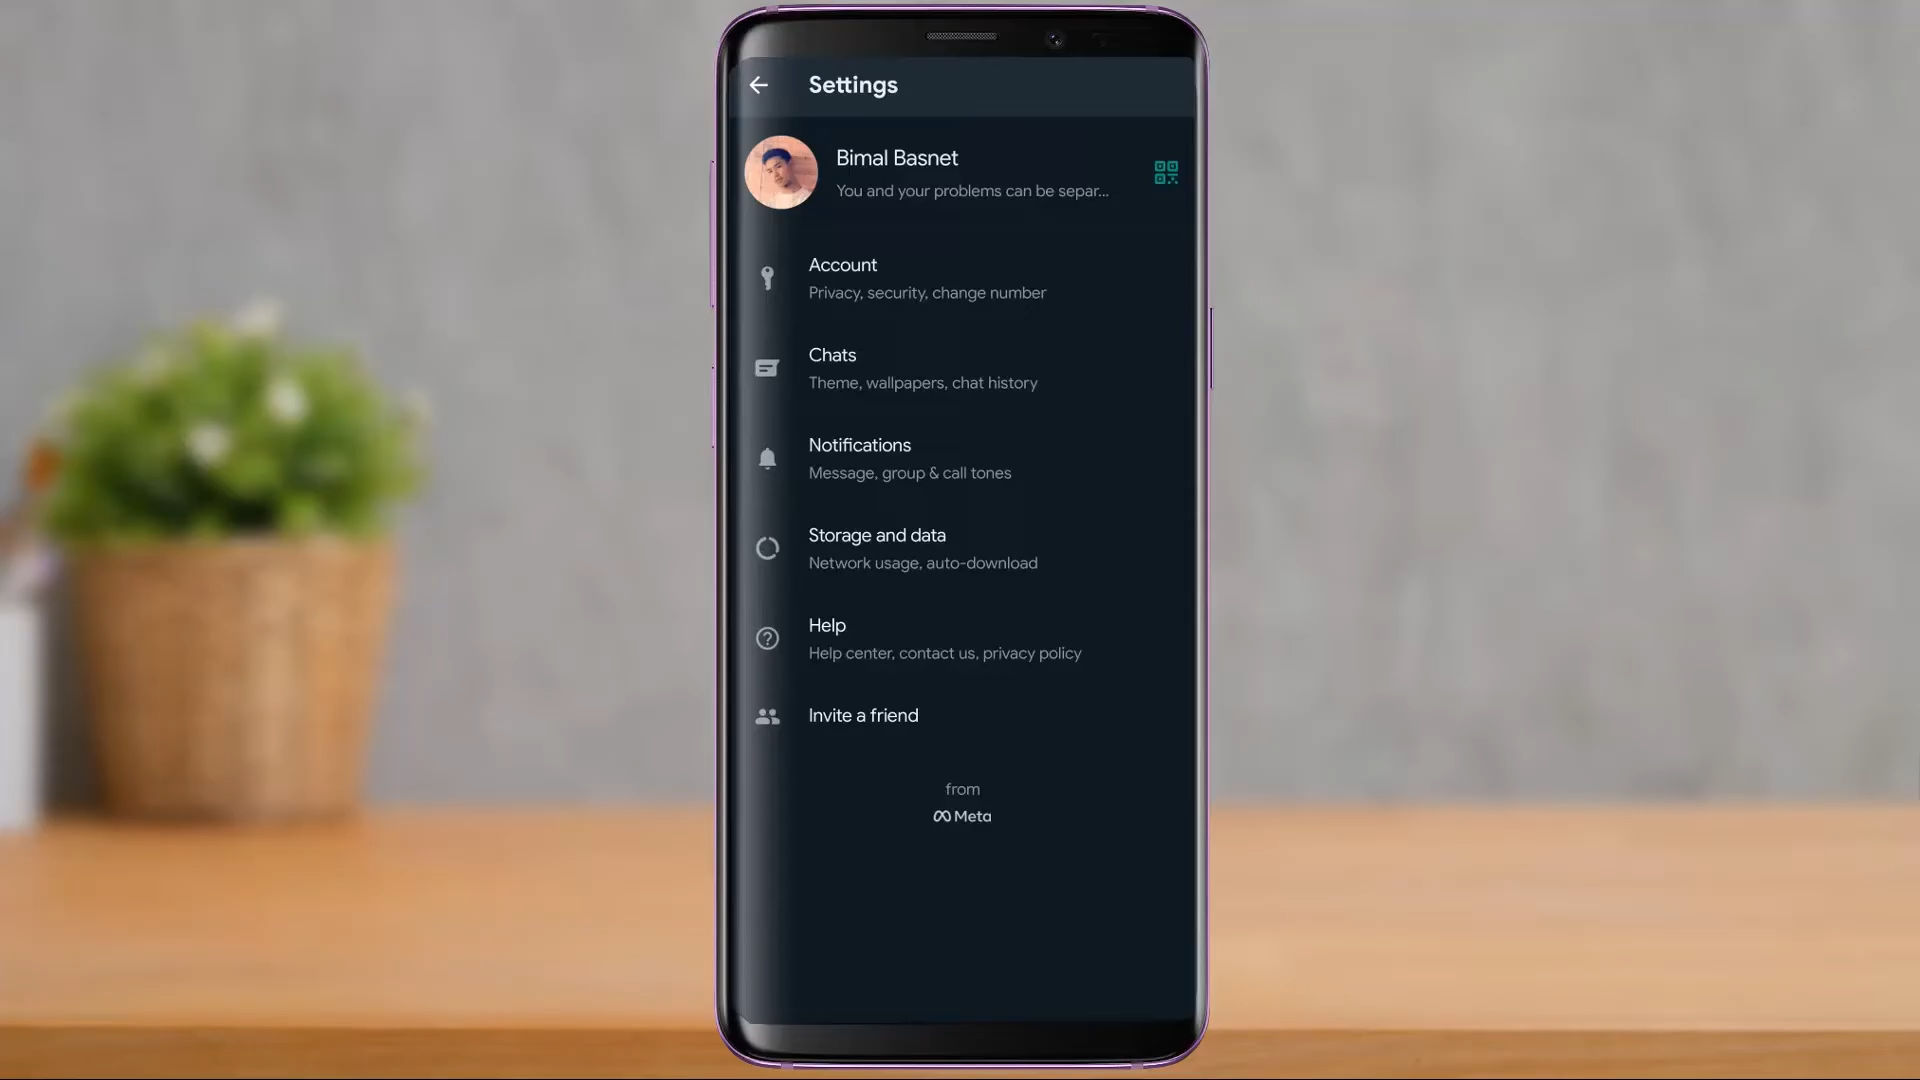 Settings
Bimal Basnet
You and your problems can be separ...
Account
Privacy, security, change number
Chats
Theme, wallpapers, chat history
Notifications
Message, group & call tones
Storage and data
Network usage, auto-download
Help
Help center, contact us, privacy policy
Invite a friend
from
Meta